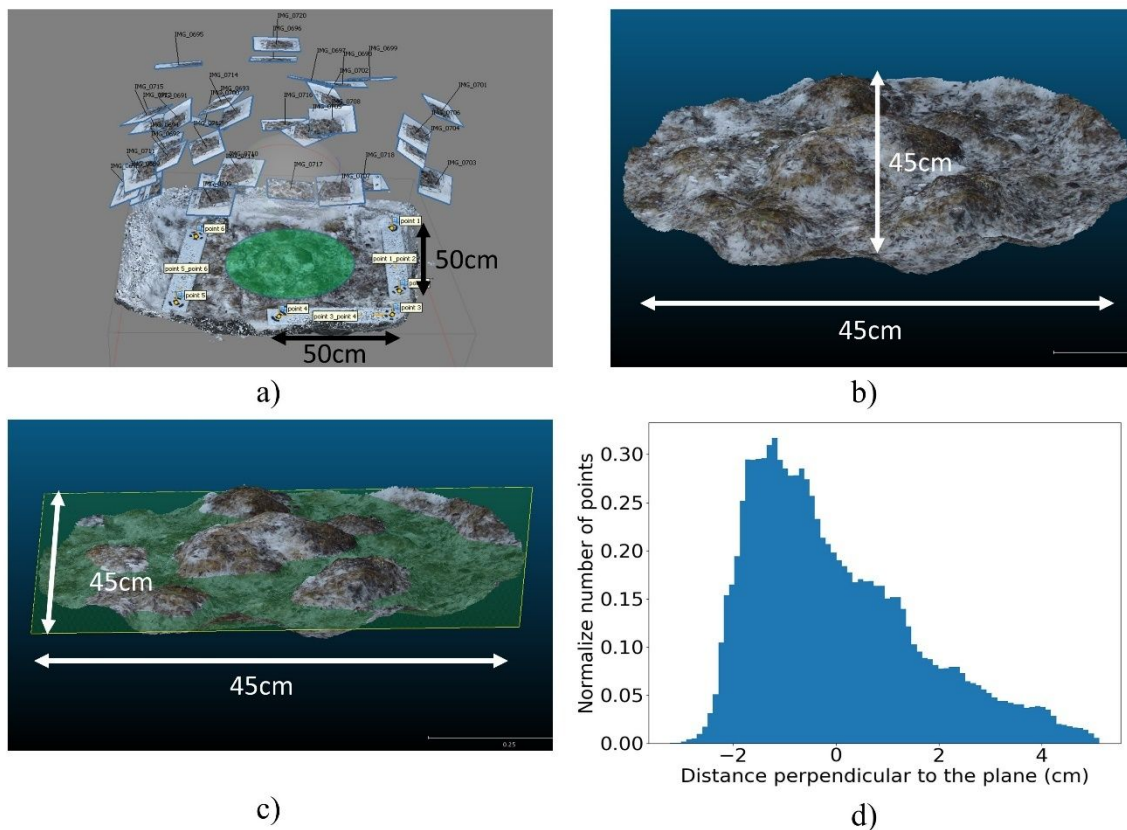 IMG_0720
IMG_0696
IMG_0695
IMG_0697
IMG_0699
IMG_0702
IMG_0714
IMG_0715
IMG_0701
IMG_0716
IMG_0704
IMG_0703
IMG_0717
IMG_0718
point 6
point 1
50cm
point 5_point 6
point 1_point 2
point 5
point 4
point 3_point 4
point 3
50cm
a)
45cm
45cm
b)
45cm
45cm
0.25
c)
Normalize number of points
0.30
0.25
0.20
0.15
0.10
0.05
0.00
−2
0
2
4
Distance perpendicular to the plane (cm)
d)